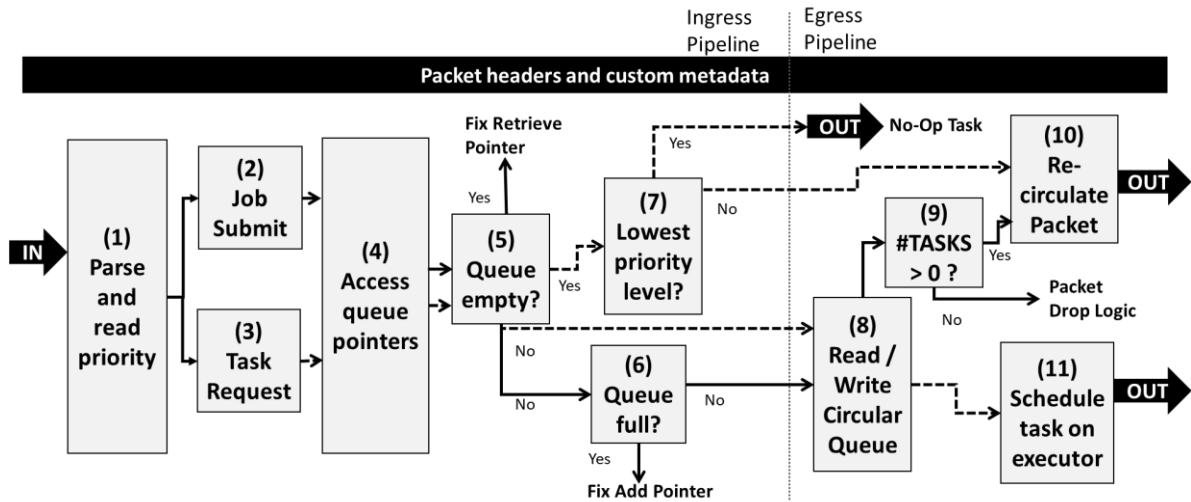 Ingress
Pipeline
Egress
Pipeline
Packet headers and custom metadata
IN
(1)
Parse
and
read
priority
(2)
Job
Submit
(3)
Task
Request
(4)
Access
queue
pointers
Fix Retrieve
Pointer
Yes
(5)
Queue
empty?
Yes
No
No
(6)
Queue
full?
No
Yes
Fix Add Pointer
(7)
Lowest
priority
level?
Yes
No
OUT
No-Op Task
(8)
Read /
Write
Circular
Queue
(9)
#TASKS
> 0 ?
Yes
No
Packet
Drop Logic
(10)
Re-
circulate
Packet
OUT
(11)
Schedule
task on
executor
OUT